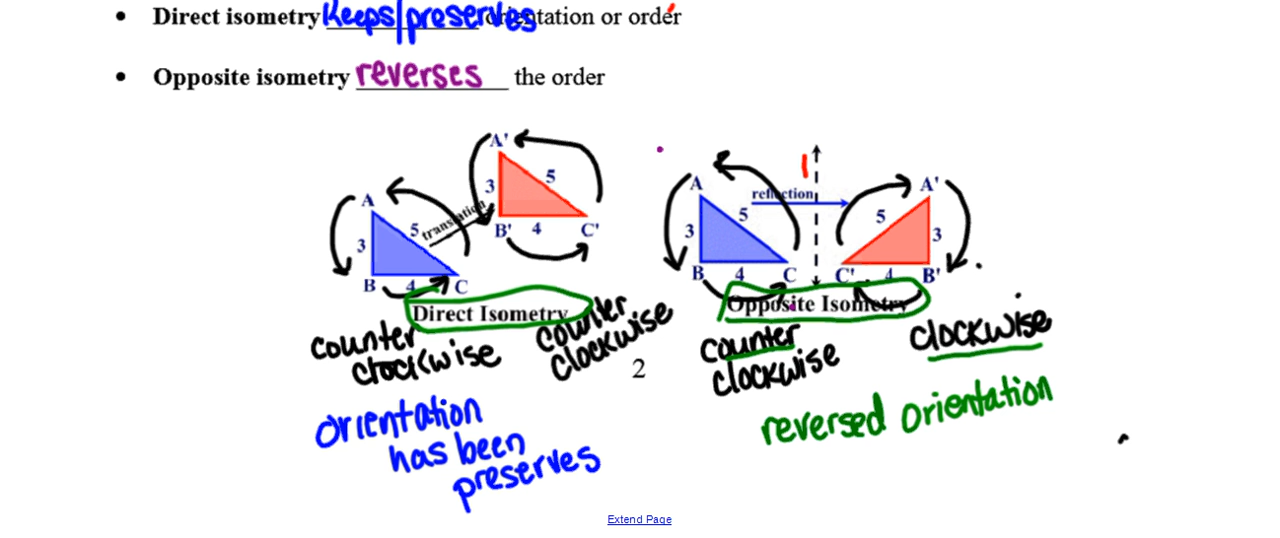 • Direct isometry Keeps/preserves orientation or order
• Opposite isometry reverses the order
A'
A
A
A'
3
5
translation
3
5
B'
4
C'
B
4
C
reflection
3
5
5
3
B
4
C
C'
4
B'
Direct Isometry
Opposite Isometry
counter
clockwise
counter
clockwise
2
counter
clockwise
clockwise
orientation
has been
preserves
reversed orientation
Extend Page